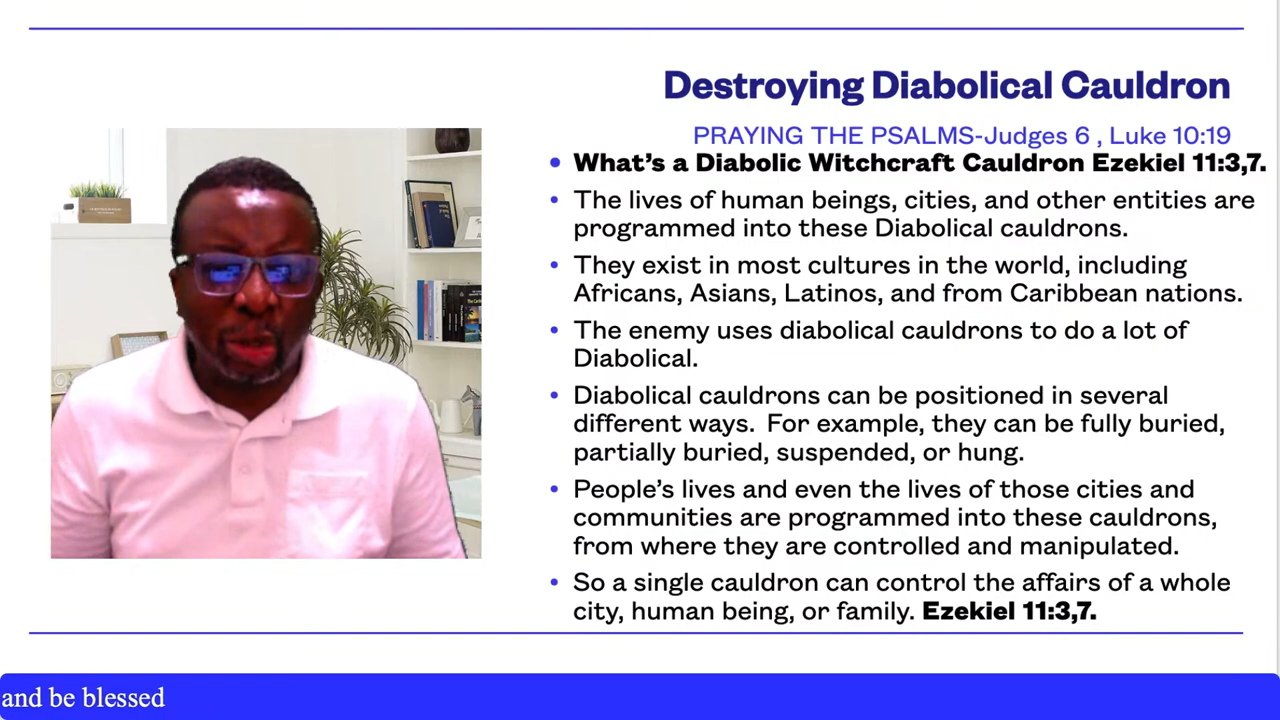 Destroying Diabolical Cauldron
PRAYING THE PSALMS-Judges 6 , Luke 10:19
• What's a Diabolic Witchcraft Cauldron Ezekiel 11:3,7.
• The lives of human beings, cities, and other entities are
programmed into these Diabolical cauldrons.
• They exist in most cultures in the world, including
Africans, Asians, Latinos, and from Caribbean nations.
• The enemy uses diabolical cauldrons to do a lot of
Diabolical.
• Diabolical cauldrons can be positioned in several
different ways.  For example, they can be fully buried,
partially buried, suspended, or hung.
• People's lives and even the lives of those cities and
communities are programmed into these cauldrons,
from where they are controlled and manipulated.
• So a single cauldron can control the affairs of a whole
city, human being, or family. Ezekiel 11:3,7.
and be blessed